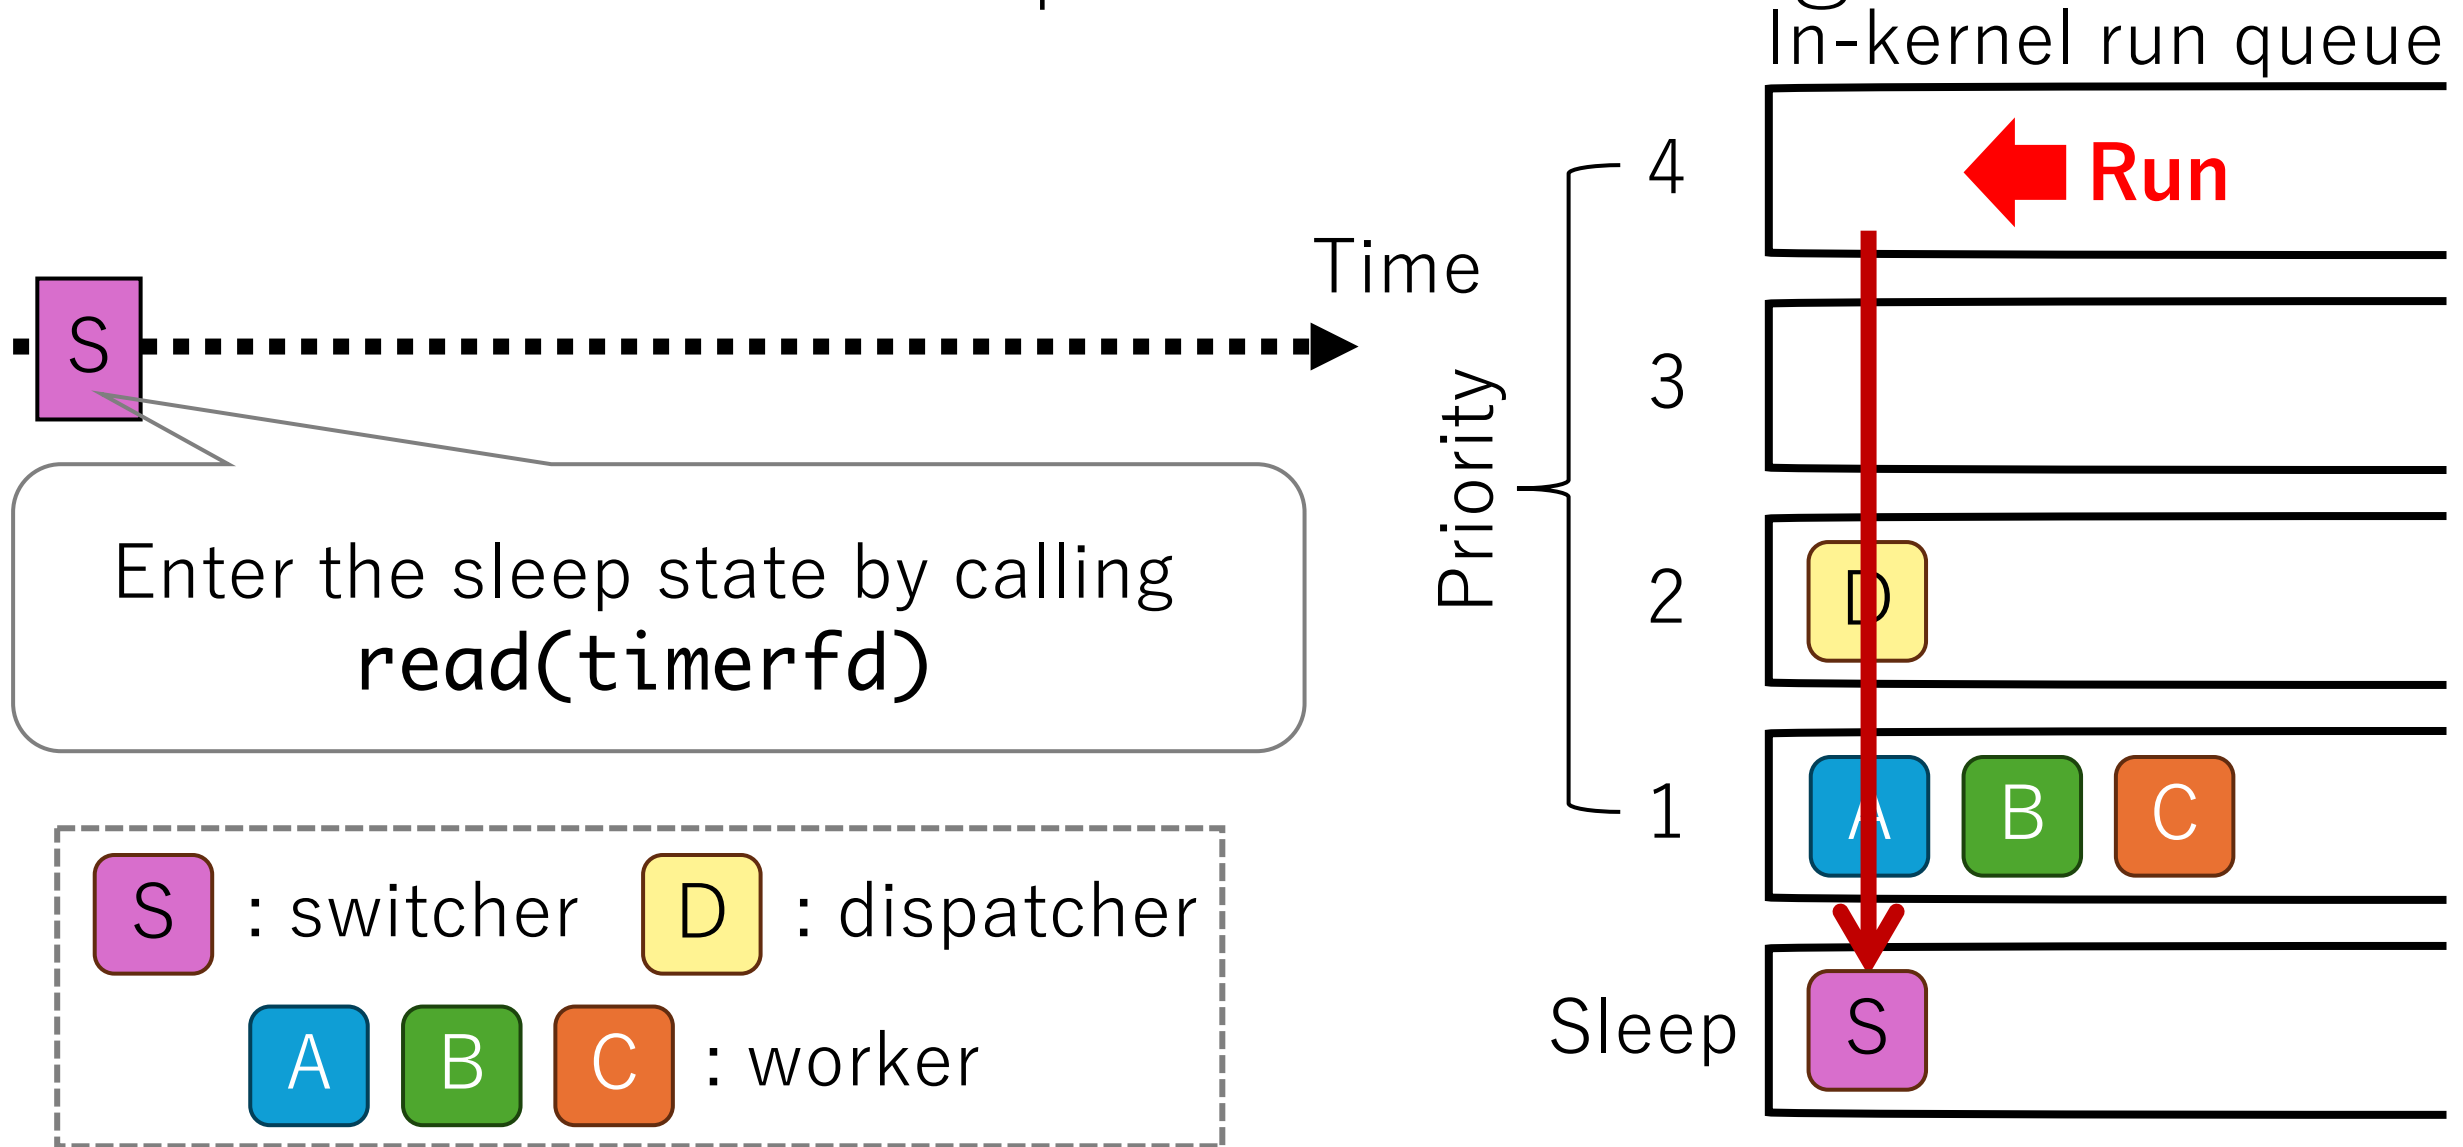 In-kernel run queue
4
Run
Time
S
3
Priority
Enter the sleep state by calling
read(timerfd)
2
D
1
A B C
S : switcher D : dispatcher
A B C : worker
Sleep
S